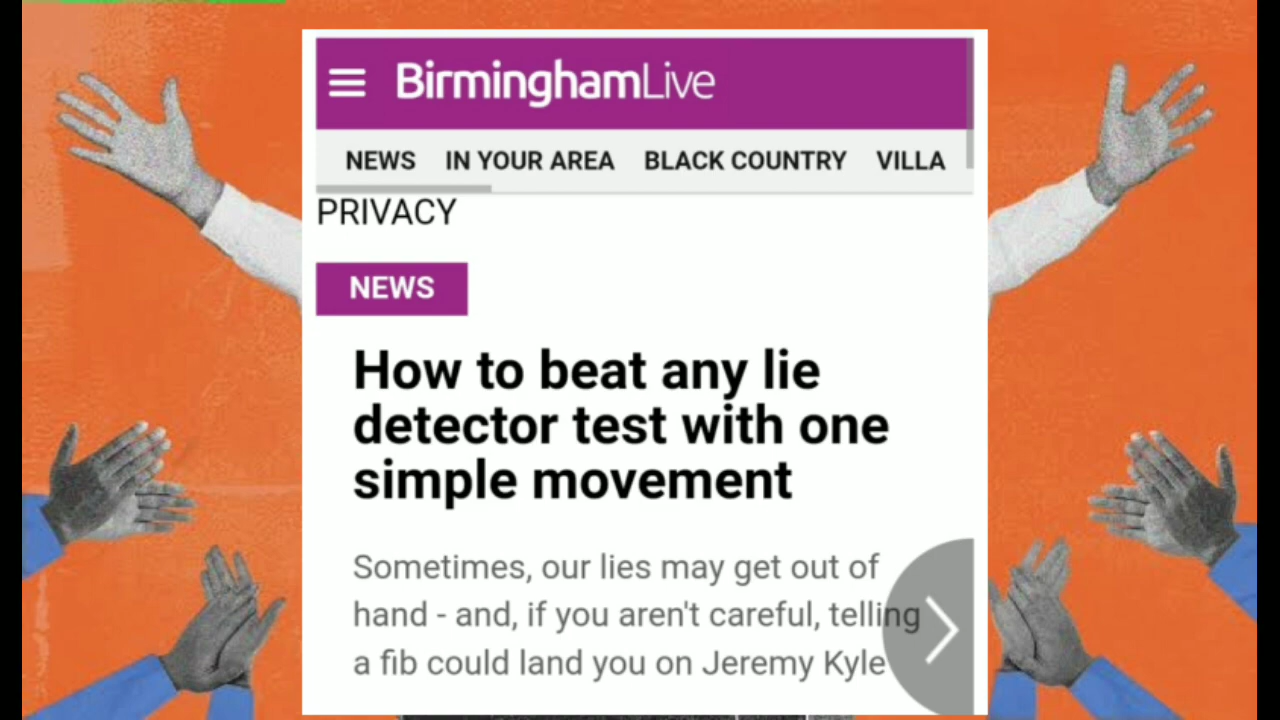 BirminghamLive
NEWS IN YOUR AREA BLACK COUNTRY VILLA
PRIVACY
NEWS
How to beat any lie
detector test with one
simple movement
Sometimes, our lies may get out of
hand - and, if you aren't careful, telling
a fib could land you on Jeremy Kyle